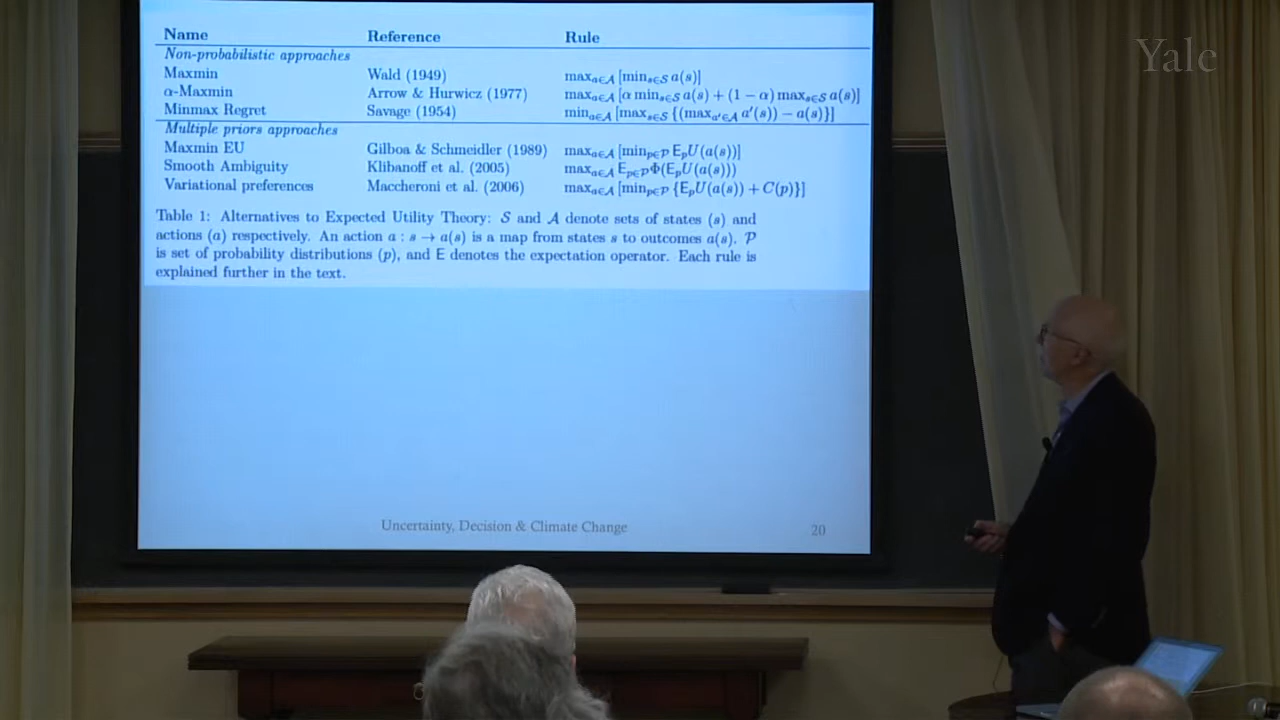 Yale
Name Reference Rule
Non-probabilistic approaches
Maxmin Wald (1949) max_{a∈𝒜} [min_{s∈𝒮} a(s)]
α-Maxmin Arrow & Hurwicz (1977) max_{a∈𝒜} [α min_{s∈𝒮} a(s) + (1 − α) max_{s∈𝒮} a(s)]
Minmax Regret Savage (1954) min_{a∈𝒜} [max_{s∈𝒮} {(max_{a′∈𝒜} a′(s)) − a(s)}]
Multiple priors approaches
Maxmin EU Gilboa & Schmeidler (1989) max_{a∈𝒜} [min_{p∈𝒫} E_pU(a(s))]
Smooth Ambiguity Klibanoff et al. (2005) max_{a∈𝒜} E_{p∈𝒫}Φ(E_pU(a(s)))
Variational preferences Maccheroni et al. (2006) max_{a∈𝒜} [min_{p∈𝒫} {E_pU(a(s)) + C(p)}]
Table 1: Alternatives to Expected Utility Theory: 𝒮 and 𝒜 denote sets of states (s) and
actions (a) respectively. An action a : s → a(s) is a map from states s to outcomes a(s). 𝒫
is set of probability distributions (p), and E denotes the expectation operator. Each rule is
explained further in the text.
Uncertainty, Decision & Climate Change 20